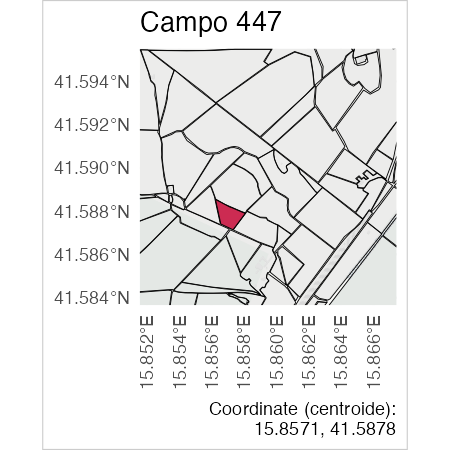 Campo 447
41.594°N
41.592°N
41.590°N
41.588°N
41.586°N
41.584°N
15.852°E
15.854°E
15.856°E
15.858°E
15.860°E
15.862°E
15.864°E
15.866°E
Coordinate (centroide):
15.8571, 41.5878